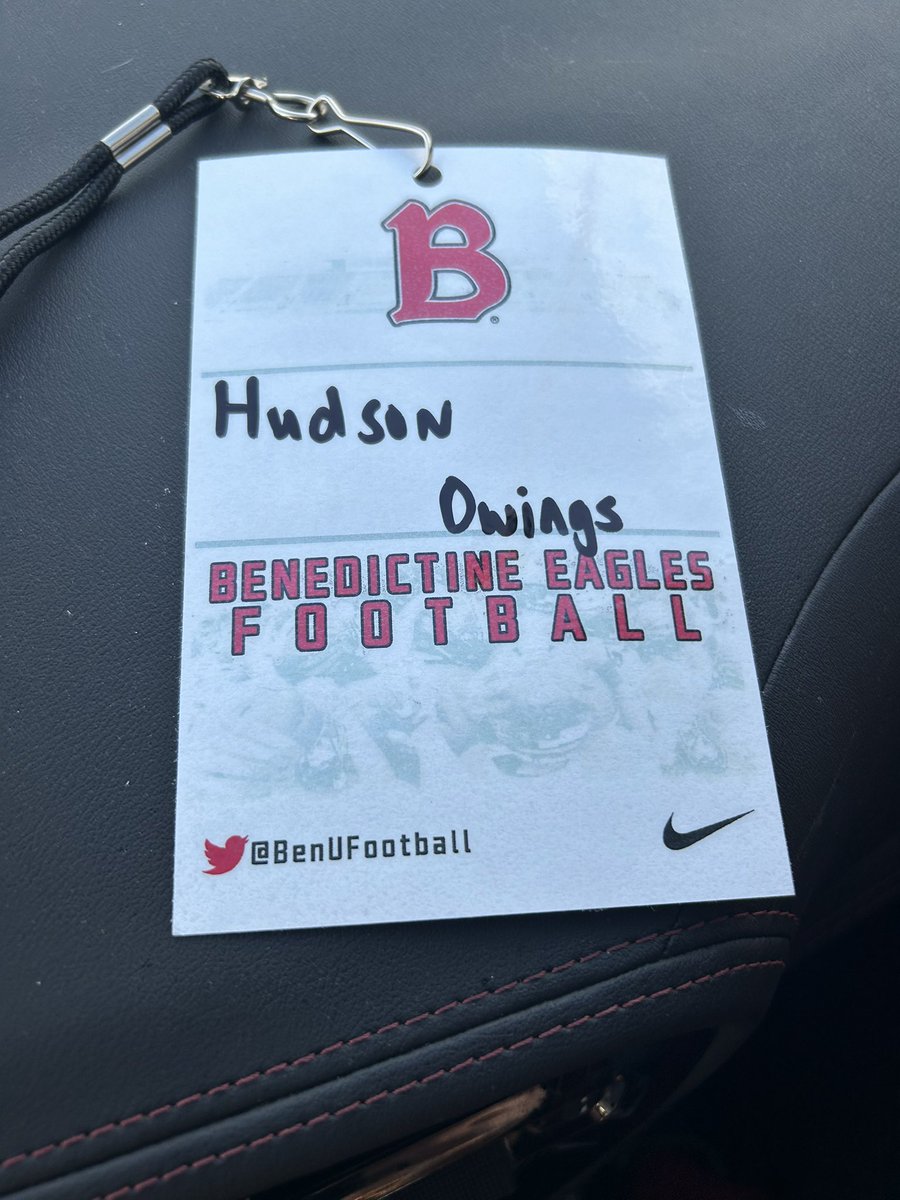 B
Hudson
Owings
BENEDICTINE EAGLES
FOOTBALL
@BenUFootball